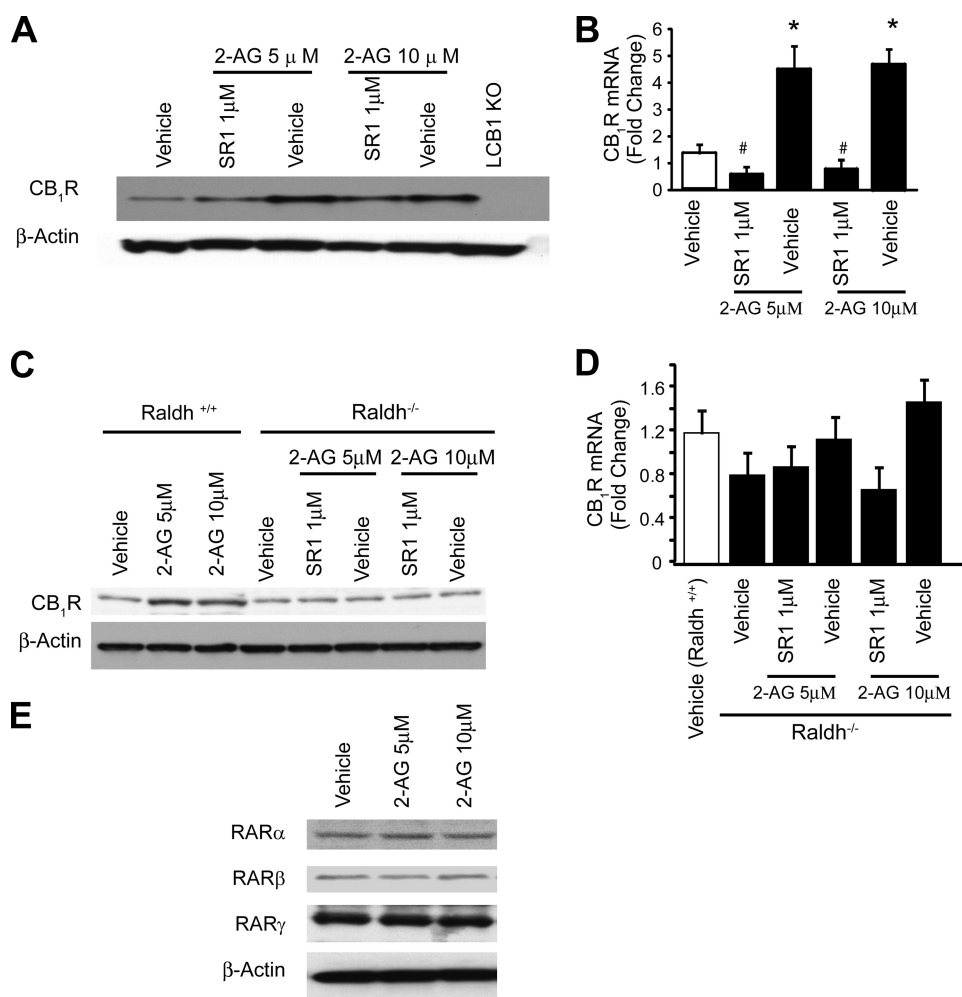 A
2-AG 5 μ M
2-AG 10 μ M
Vehicle
SR1 1μM
Vehicle
SR1 1μM
Vehicle
LCB1 KO
CB1R
β-Actin
B
CB1R mRNA
(Fold Change)
6
5
4
2
1
0
*
*
#
#
Vehicle
SR1 1μM
Vehicle
SR1 1μM
Vehicle
2-AG 5μM
2-AG 10μM
C
Raldh +/+
Raldh-/-
2-AG 5μM
2-AG 10μM
Vehicle
2-AG 5μM
2-AG 10μM
Vehicle
SR1 1μM
Vehicle
SR1 1μM
Vehicle
CB1R
β-Actin
D
CB1R mRNA
(Fold Change)
1.6
1.2
0.8
0.4
0
Vehicle (Raldh +/+)
Vehicle
SR1 1μM
Vehicle
SR1 1μM
Vehicle
2-AG 5μM
2-AG 10μM
Raldh-/-
E
Vehicle
2-AG 5μM
2-AG 10μM
RARα
RARβ
RARγ
β-Actin